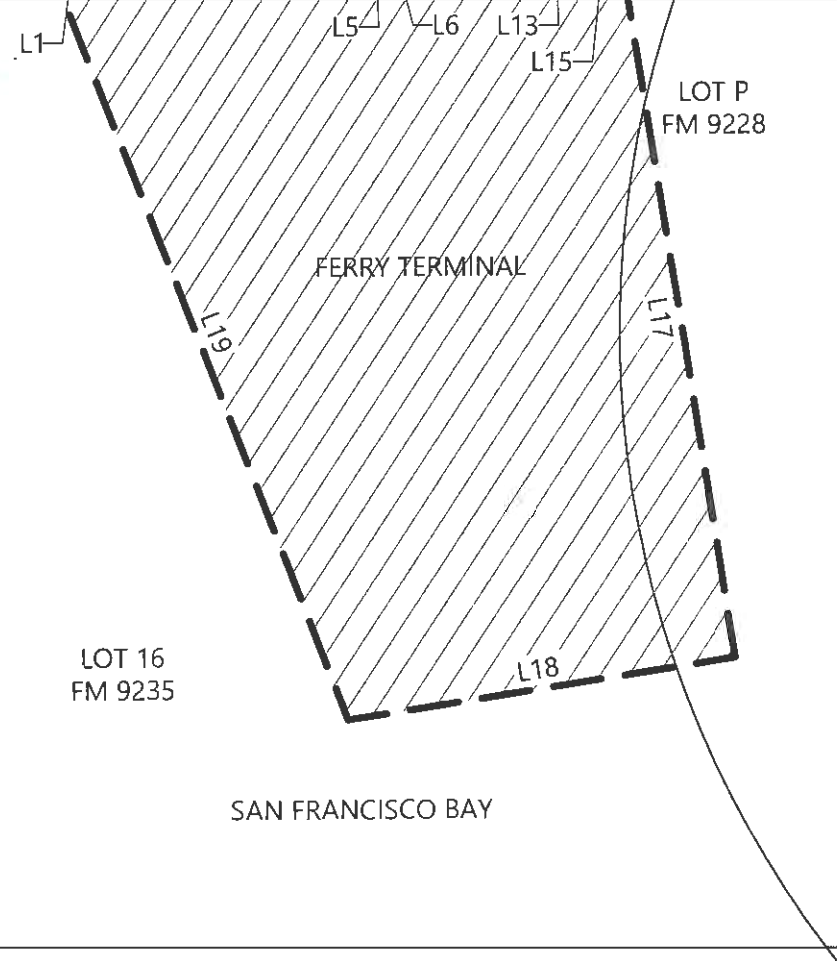 L1
L5
L6
L13
L15
LOT P
FM 9228
FERRY TERMINAL
L19
L17
LOT 16
FM 9235
L18
SAN FRANCISCO BAY